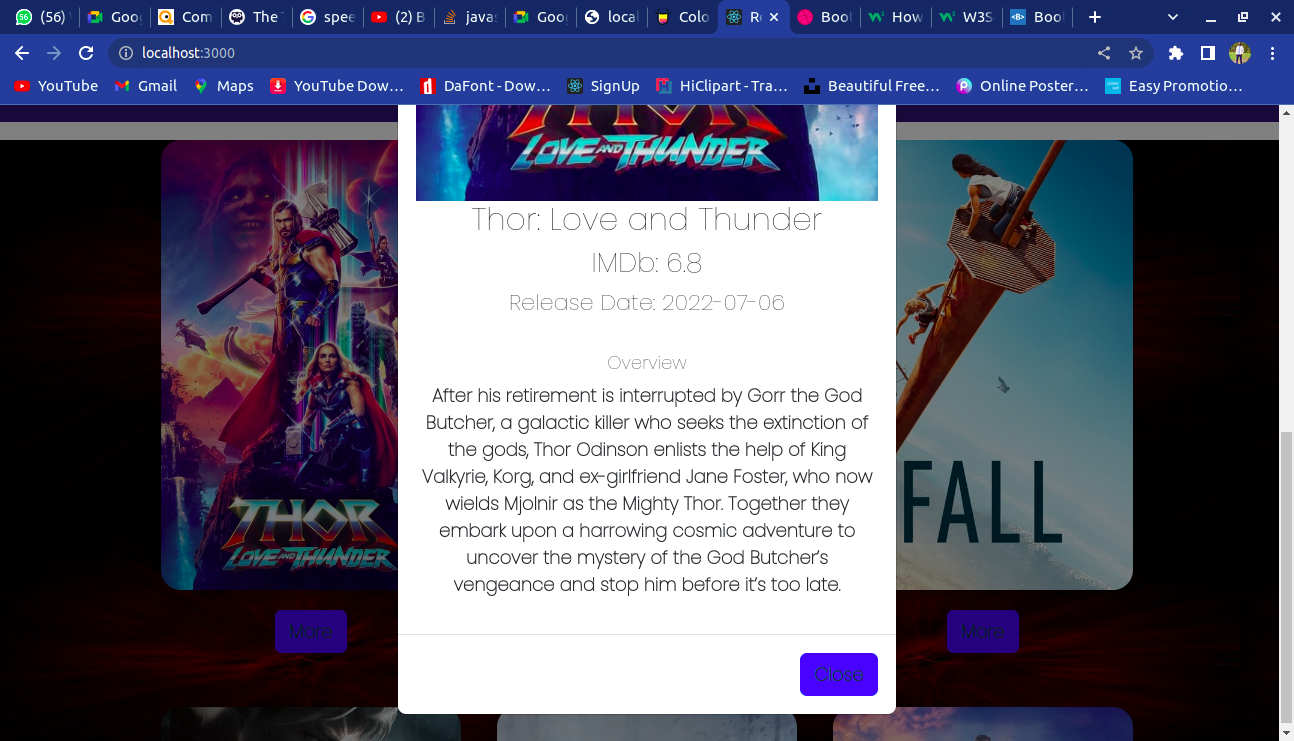 (56)
Goog
Com
The
spee
(2) B
javas
Goog
local
Colo
Re
Boo
How
W3S
Boo
localhost:3000
YouTube
Gmail
Maps
YouTube Dow...
DaFont - Dow...
SignUp
HiClipart - Tra...
Beautiful Free...
Online Poster...
Easy Promotio...
LOVE AND THUNDER
Thor: Love and Thunder
IMDb: 6.8
Release Date: 2022-07-06
Overview
After his retirement is interrupted by Gorr the God
Butcher, a galactic killer who seeks the extinction of
the gods, Thor Odinson enlists the help of King
Valkyrie, Korg, and ex-girlfriend Jane Foster, who now
wields Mjolnir as the Mighty Thor. Together they
embark upon a harrowing cosmic adventure to
uncover the mystery of the God Butcher’s
vengeance and stop him before it’s too late.
THOR
LOVE AND THUNDER
FALL
More
More
Close